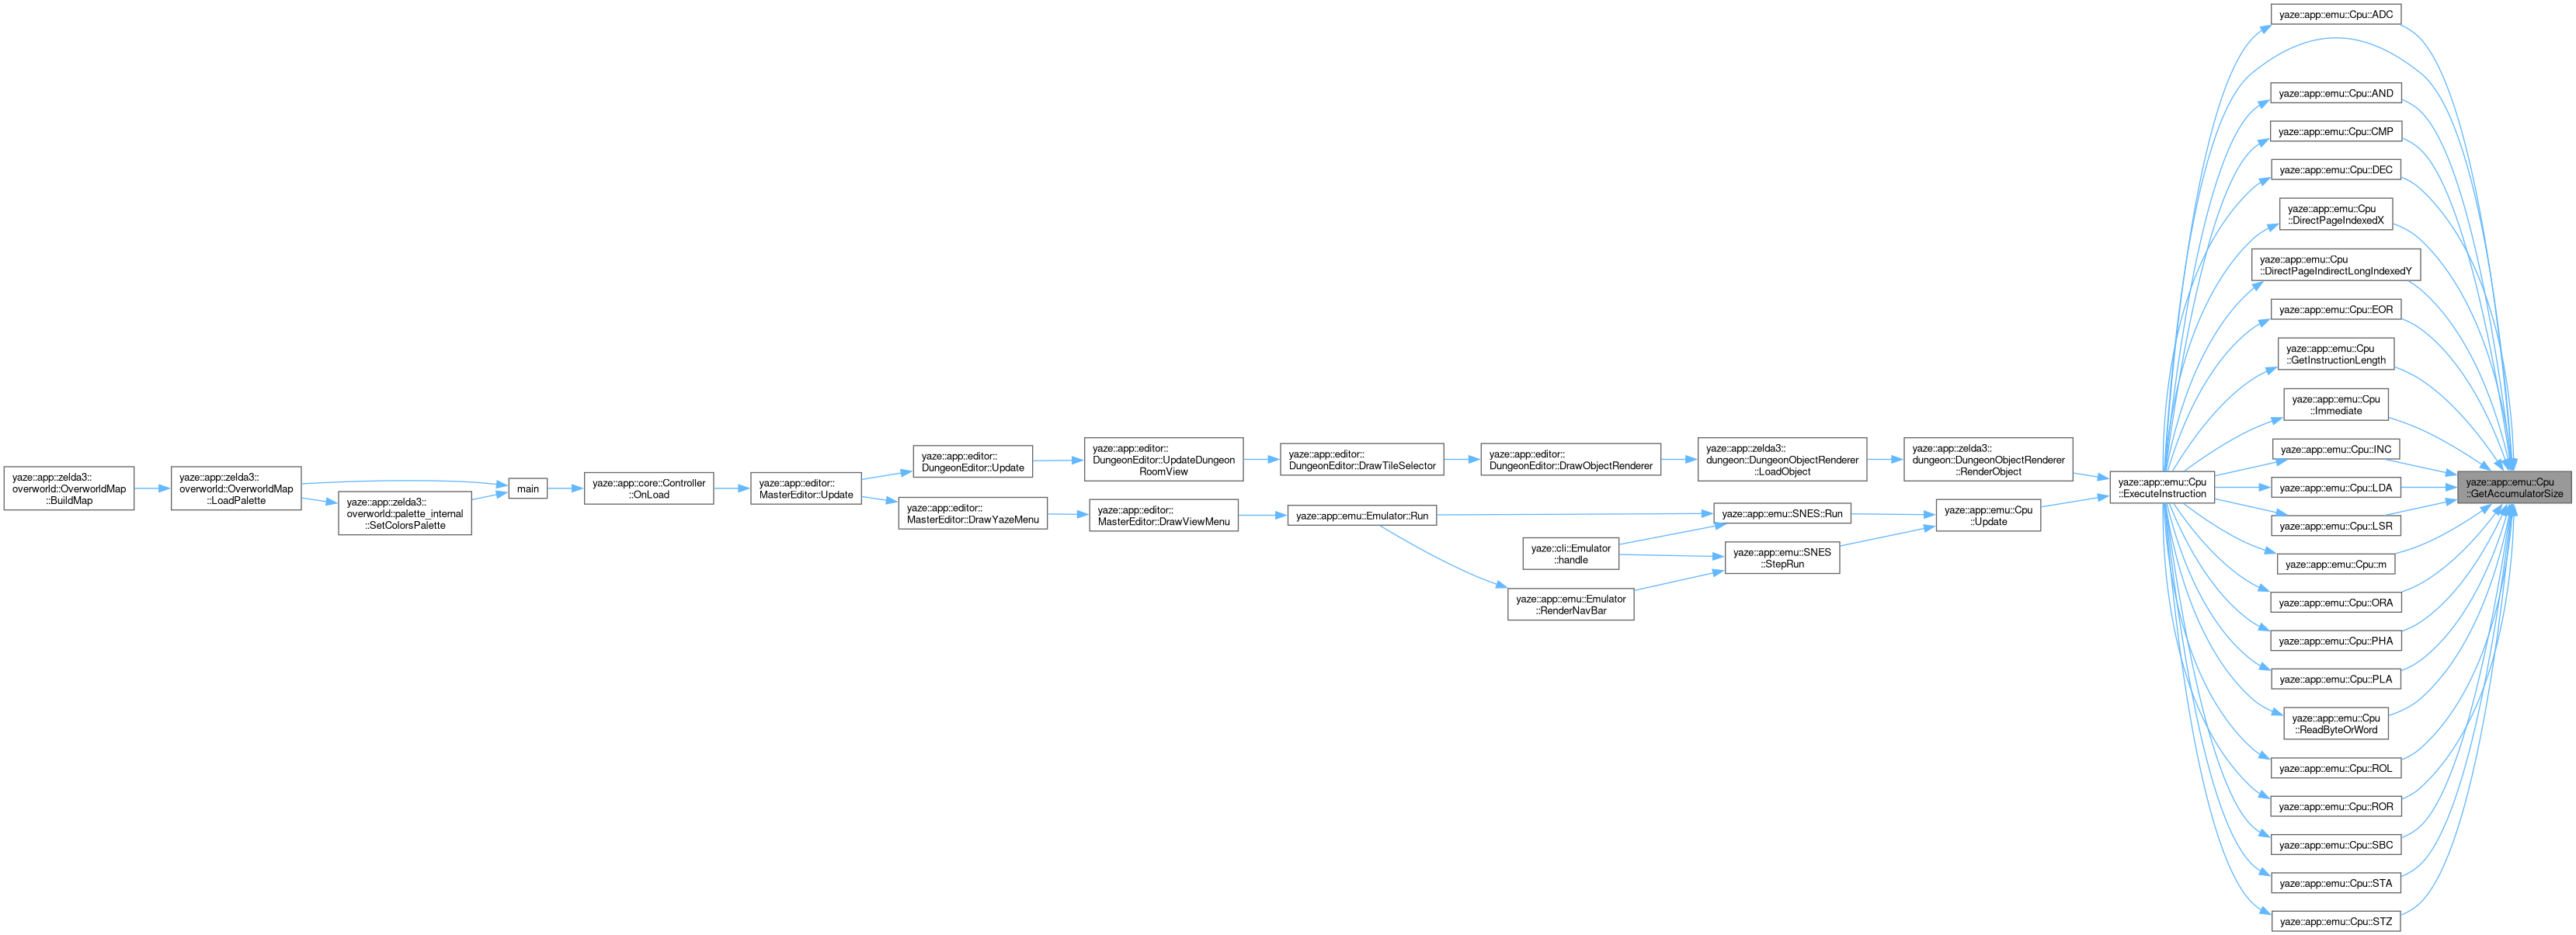 yaze::app::zelda3::
overworld::OverworldMap
::BuildMap
yaze::app::zelda3::
overworld::OverworldMap
::LoadPalette
yaze::app::zelda3::
overworld::palette_internal
::SetColorsPalette
main
yaze::app::core::Controller
::OnLoad
yaze::app::editor::
MasterEditor::Update
yaze::app::editor::
DungeonEditor::Update
yaze::app::editor::
MasterEditor::DrawYazeMenu
yaze::app::editor::
DungeonEditor::UpdateDungeon
RoomView
yaze::app::editor::
MasterEditor::DrawViewMenu
yaze::app::editor::
DungeonEditor::DrawTileSelector
yaze::app::emu::Emulator::Run
yaze::app::editor::
DungeonEditor::DrawObjectRenderer
yaze::cli::Emulator
::handle
yaze::app::emu::Emulator
::RenderNavBar
yaze::app::zelda3::
dungeon::DungeonObjectRenderer
::LoadObject
yaze::app::emu::SNES::Run
yaze::app::emu::SNES
::StepRun
yaze::app::zelda3::
dungeon::DungeonObjectRenderer
::RenderObject
yaze::app::emu::Cpu
::Update
yaze::app::emu::Cpu
::ExecuteInstruction
yaze::app::emu::Cpu::ADC
yaze::app::emu::Cpu::AND
yaze::app::emu::Cpu::CMP
yaze::app::emu::Cpu::DEC
yaze::app::emu::Cpu
::DirectPageIndexedX
yaze::app::emu::Cpu
::DirectPageIndirectLongIndexedY
yaze::app::emu::Cpu::EOR
yaze::app::emu::Cpu
::GetInstructionLength
yaze::app::emu::Cpu
::Immediate
yaze::app::emu::Cpu::INC
yaze::app::emu::Cpu::LDA
yaze::app::emu::Cpu::LSR
yaze::app::emu::Cpu::m
yaze::app::emu::Cpu::ORA
yaze::app::emu::Cpu::PHA
yaze::app::emu::Cpu::PLA
yaze::app::emu::Cpu
::ReadByteOrWord
yaze::app::emu::Cpu::ROL
yaze::app::emu::Cpu::ROR
yaze::app::emu::Cpu::SBC
yaze::app::emu::Cpu::STA
yaze::app::emu::Cpu::STZ
yaze::app::emu::Cpu
::GetAccumulatorSize